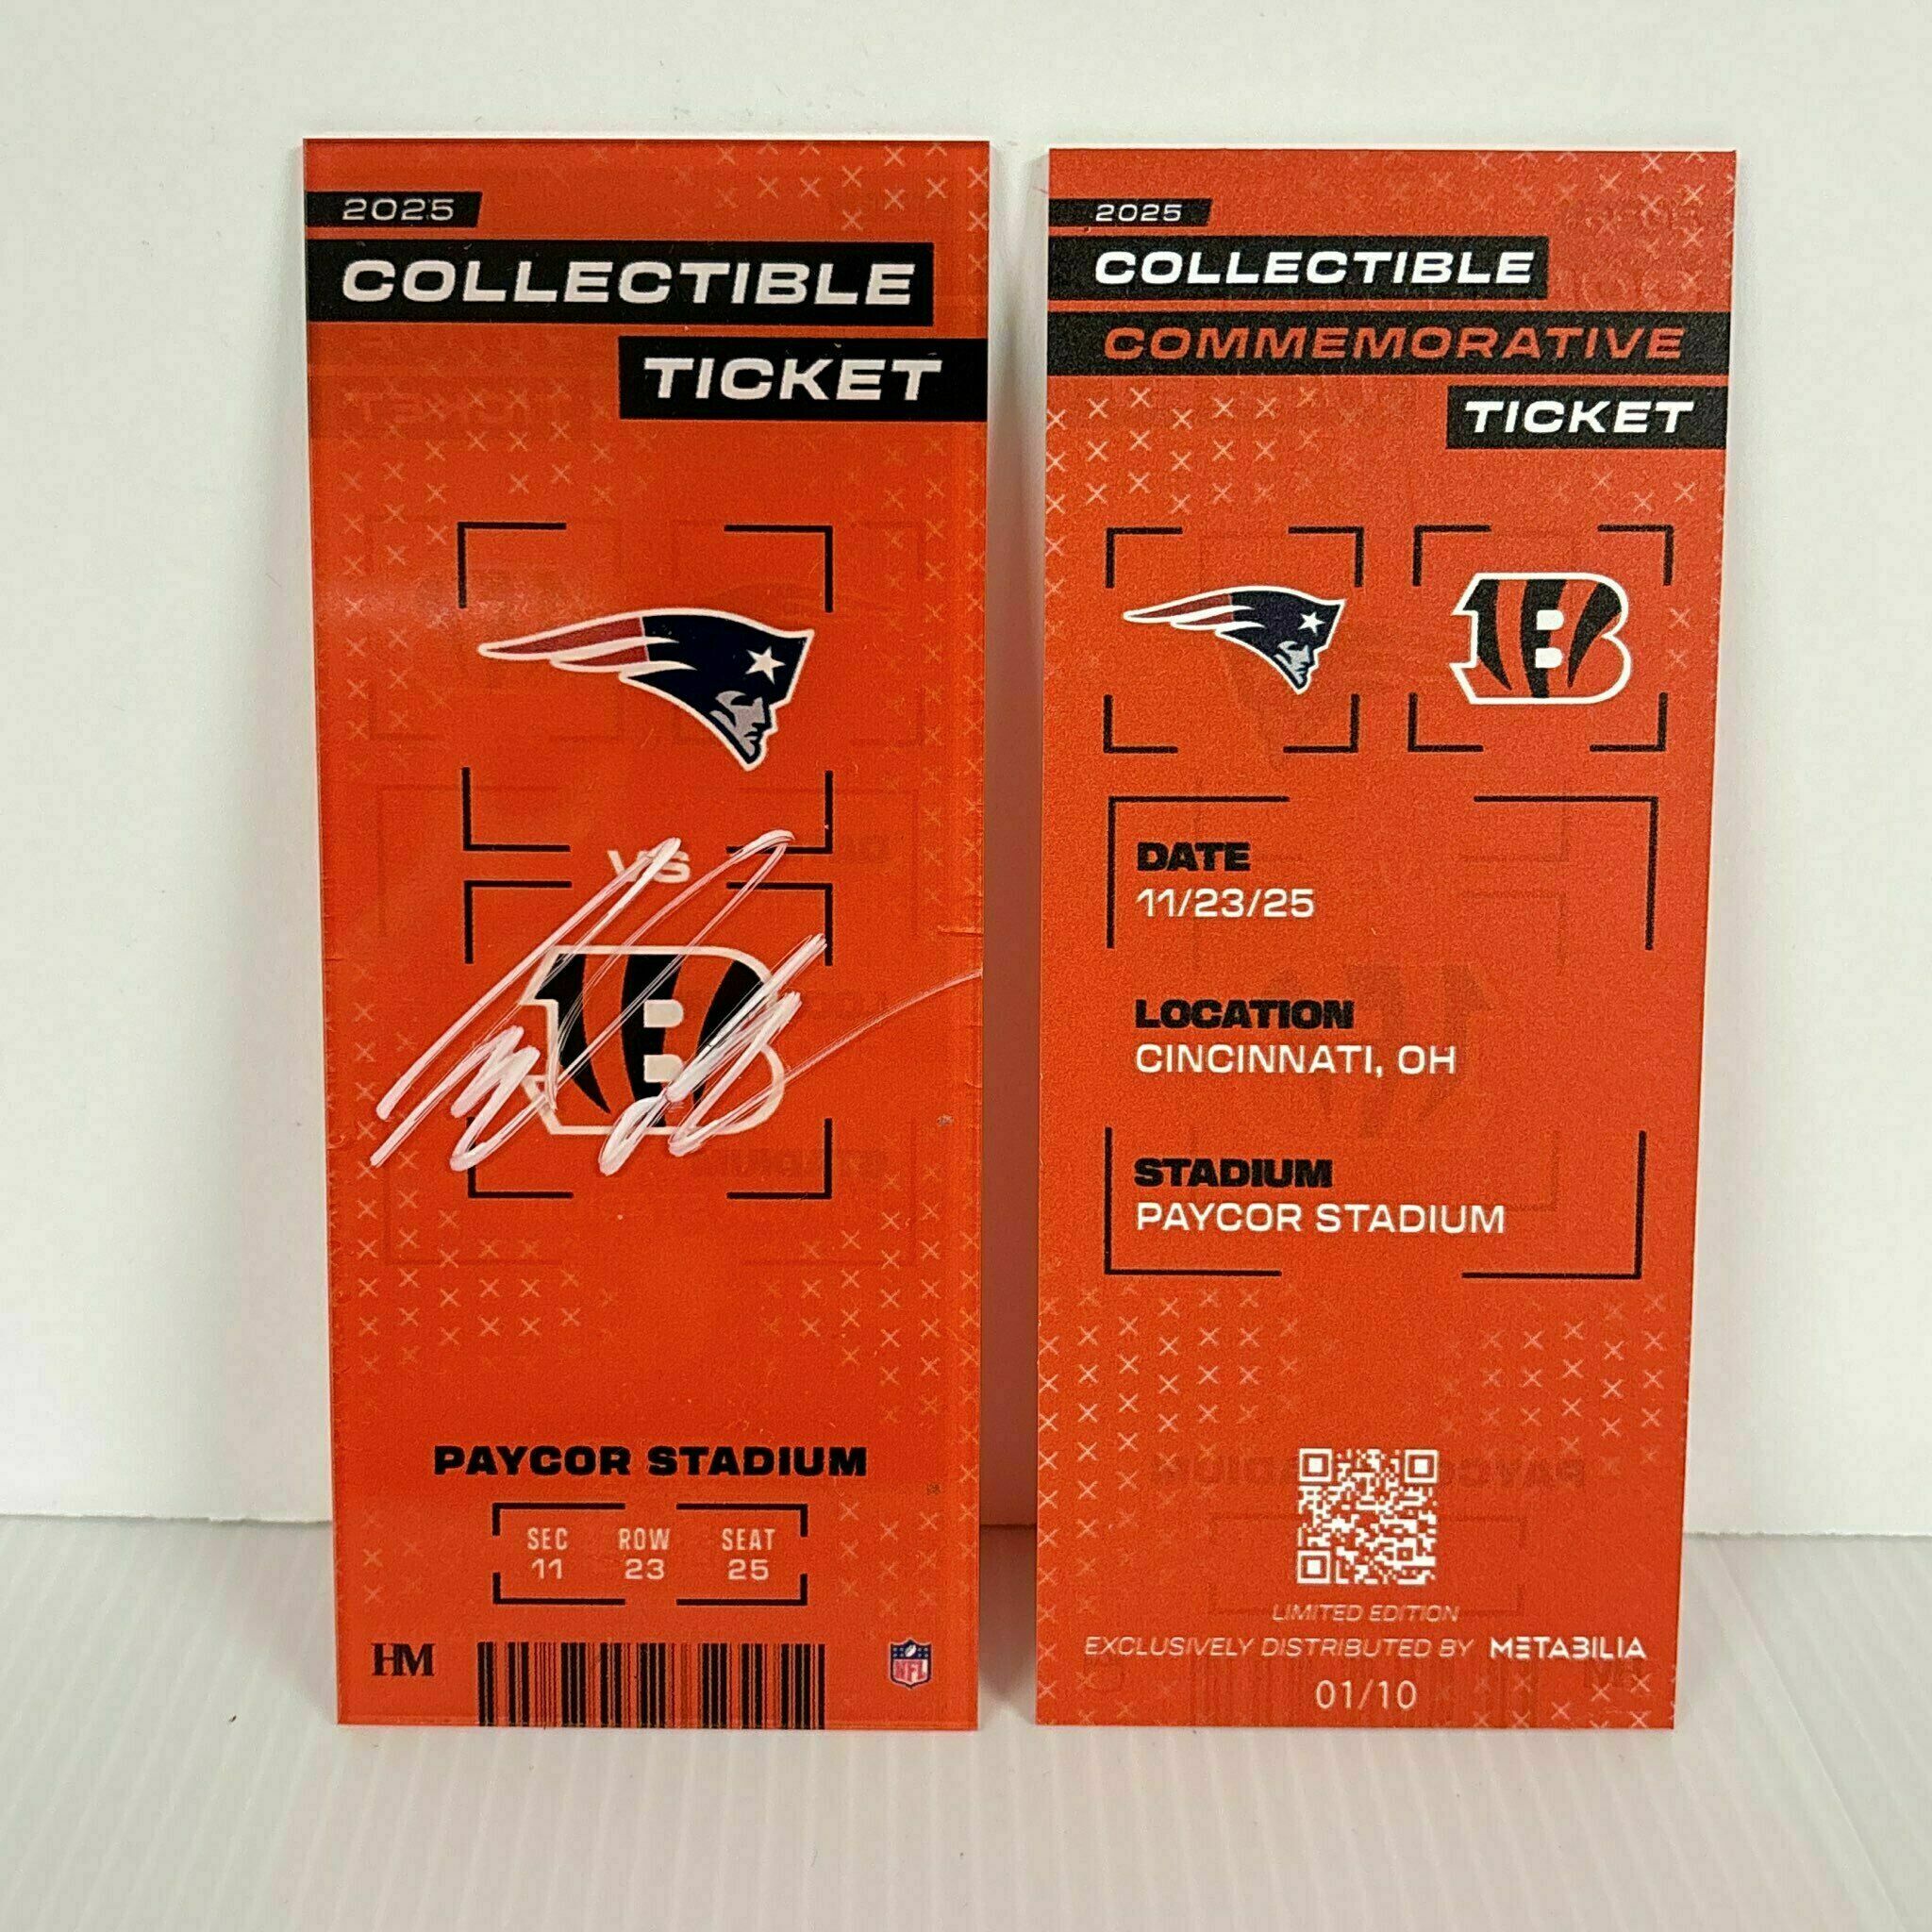 2025
COLLECTIBLE
TICKET
VS
PAYCOR STADIUM
SEC ROW SEAT
11 23 25
HM
NFL
2025
COLLECTIBLE
COMMEMORATIVE
TICKET
B
DATE
11/23/25
LOCATION
CINCINNATI, OH
STADIUM
PAYCOR STADIUM
LIMITED EDITION
EXCLUSIVELY DISTRIBUTED BY METABILIA
01/10